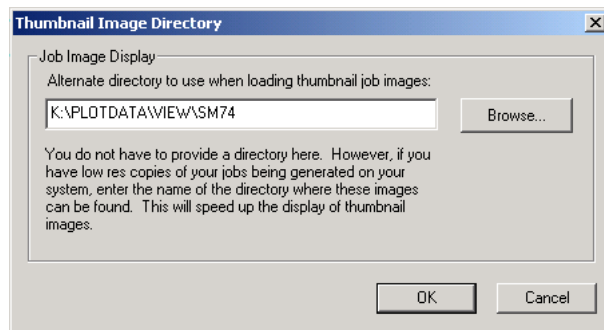 Thumbnail Image Directory
Job Image Display
Alternate directory to use when loading thumbnail job images:
K:\PLOTDATA\VIEW\SM74
Browse...
You do not have to provide a directory here.  However, if you
have low res copies of your jobs being generated on your
system, enter the name of the directory where these images
can be found.  This will speed up the display of thumbnail
images.
OK
Cancel